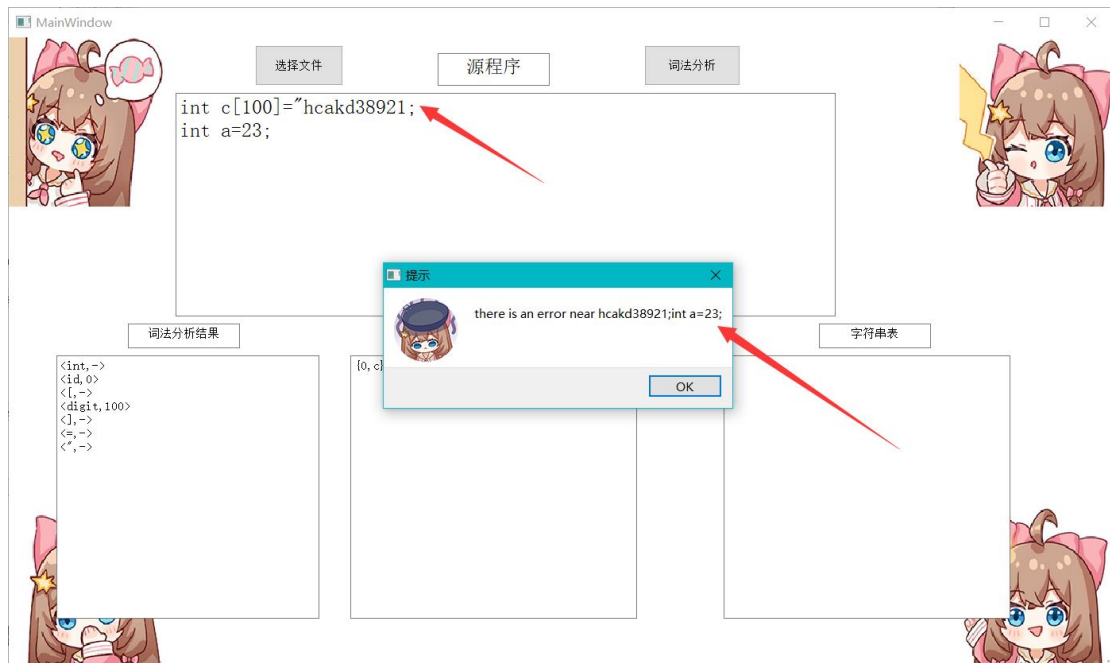 MainWindow
选择文件
源程序
词法分析
int c[100]="hcakd38921;
int a=23;
提示
there is an error near hcakd38921;int a=23;
OK
词法分析结果
字符串表
<int,->
<id,0>
<[,->
<digit,100>
<],->
<=,->
<",->
{0,c}